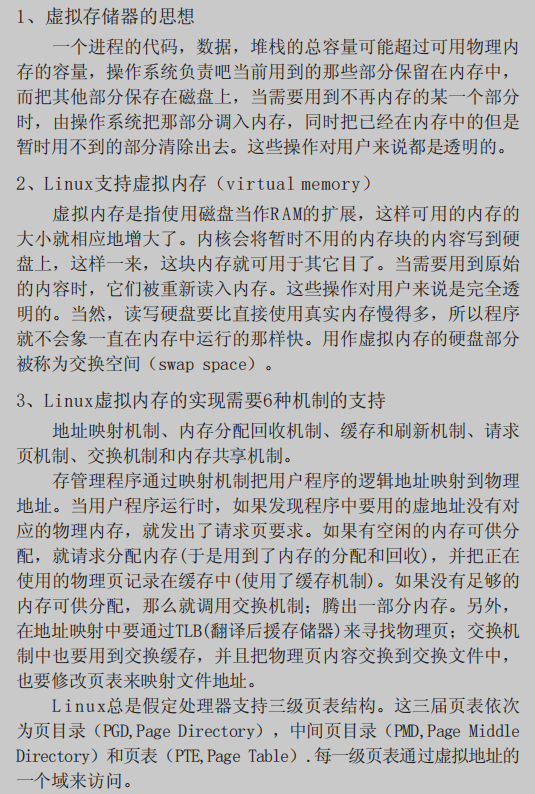 1、虚拟存储器的思想
一个进程的代码，数据，堆栈的总容量可能超过可用物理内
存的容量，操作系统负责吧当前用到的那些部分保留在内存中，
而把其他部分保存在磁盘上，当需要用到不再内存的某一个部分
时，由操作系统把那部分调入内存，同时把已经在内存中的但是
暂时用不到的部分清除出去。这些操作对用户来说都是透明的。
2、Linux支持虚拟内存（virtual memory）
虚拟内存是指使用磁盘当作RAM的扩展，这样可用的内存的
大小就相应地增大了。内核会将暂时不用的内存块的内容写到硬
盘上，这样一来，这块内存就可用于其它目了。当需要用到原始
的内容时，它们被重新读入内存。这些操作对用户来说是完全透
明的。当然，读写硬盘要比直接使用真实内存慢得多，所以程序
就不会象一直在内存中运行的那样快。用作虚拟内存的硬盘部分
被称为交换空间（swap space）。
3、Linux虚拟内存的实现需要6种机制的支持
地址映射机制、内存分配回收机制、缓存和刷新机制、请求
页机制、交换机制和内存共享机制。
存管理程序通过映射机制把用户程序的逻辑地址映射到物理
地址。当用户程序运行时，如果发现程序中要用的虚地址没有对
应的物理内存，就发出了请求页要求。如果有空闲的内存可供分
配，就请求分配内存(于是用到了内存的分配和回收)，并把正在
使用的物理页记录在缓存中(使用了缓存机制)。如果没有足够的
内存可供分配，那么就调用交换机制；腾出一部分内存。另外，
在地址映射中要通过TLB(翻译后援存储器)来寻找物理页；交换机
制中也要用到交换缓存，并且把物理页内容交换到交换文件中，
也要修改页表来映射文件地址。
Linux总是假定处理器支持三级页表结构。这三届页表依次
为页目录（PGD,Page Directory），中间页目录（PMD,Page Middle
Directory）和页表（PTE,Page Table）.每一级页表通过虚拟地址的
一个域来访问。